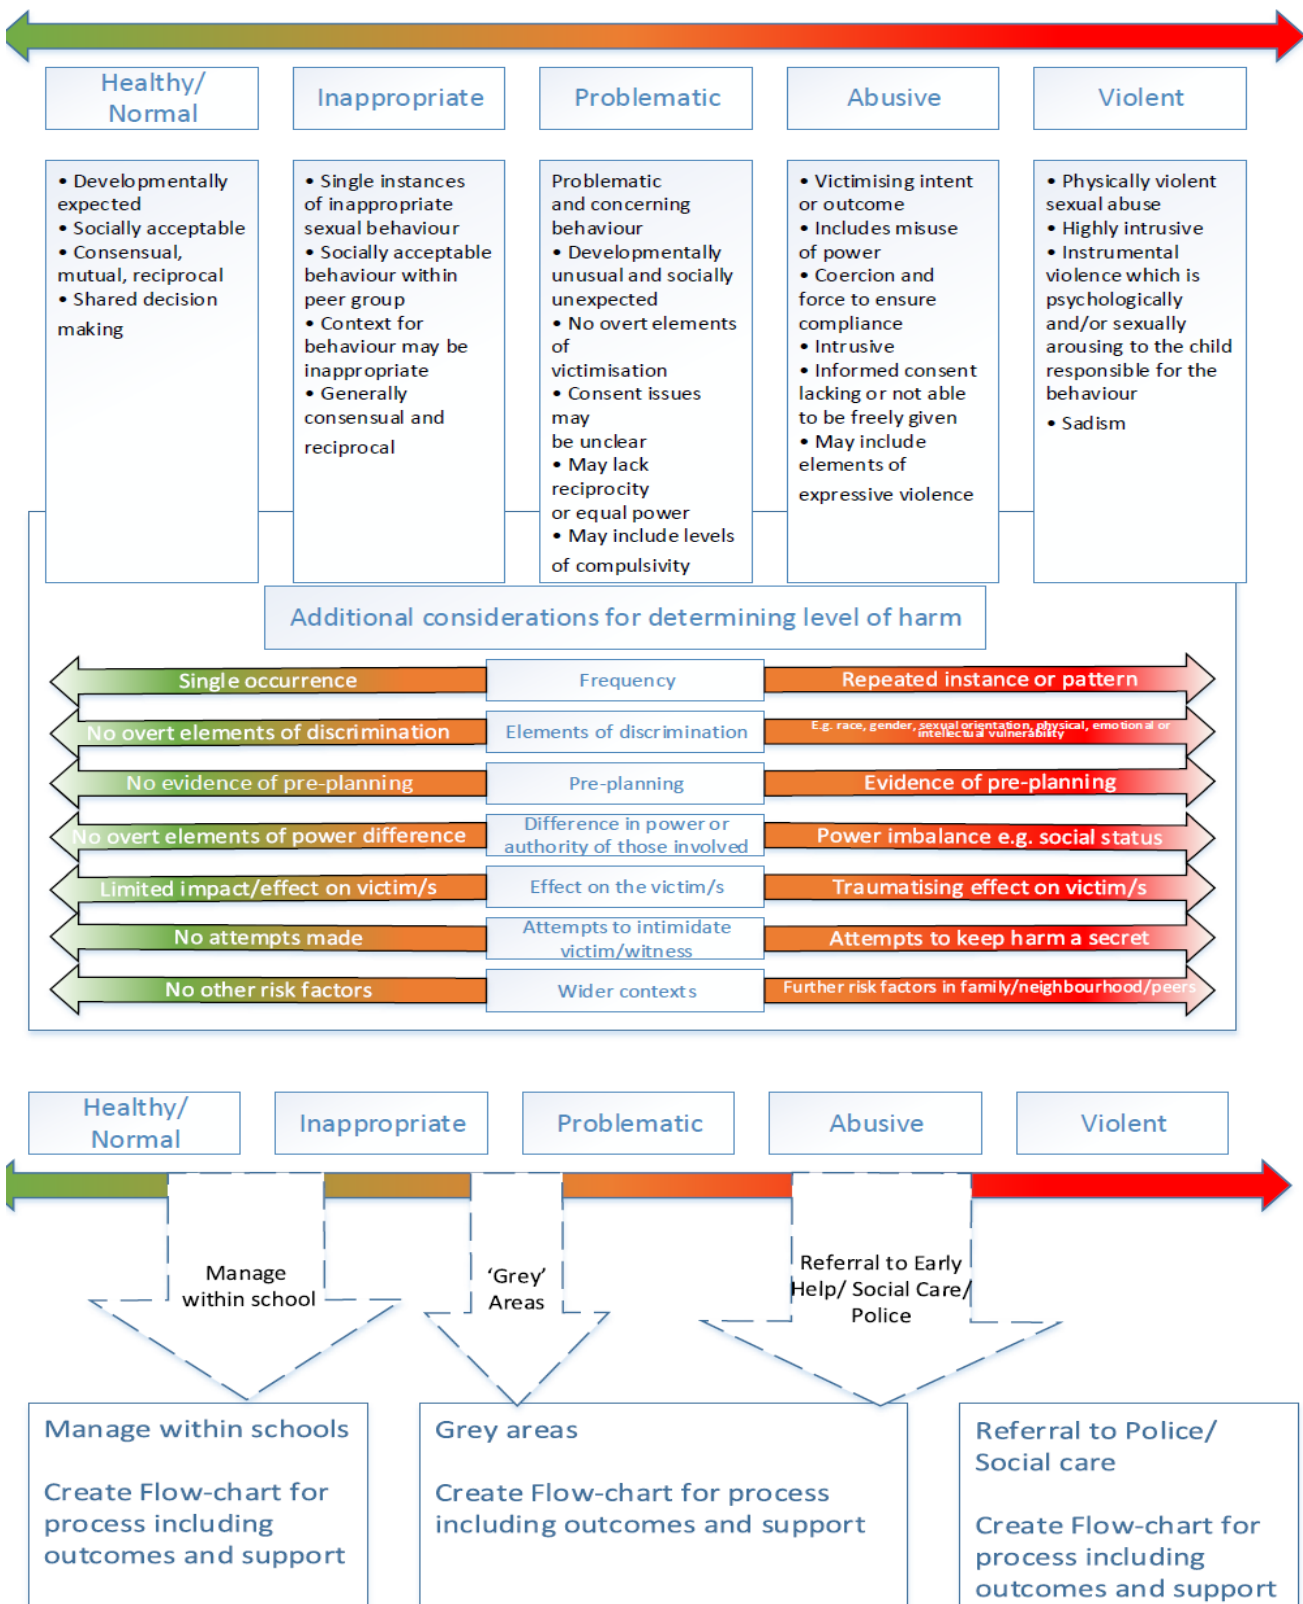 Healthy/
Normal
Inappropriate
Problematic
Abusive
Violent
• Developmentally
expected
• Socially acceptable
• Consensual,
mutual, reciprocal
• Shared decision
making
• Single instances
of inappropriate
sexual behaviour
• Socially acceptable
behaviour within
peer group
• Context for
behaviour may be
inappropriate
• Generally
consensual and
reciprocal
Problematic
and concerning
behaviour
• Developmentally
unusual and socially
unexpected
• No overt elements
of
victimisation
• Consent issues
may
be unclear
• May lack
reciprocity
or equal power
• May include levels
of compulsivity
• Victimising intent
or outcome
• Includes misuse
of power
• Coercion and
force to ensure
compliance
• Intrusive
• Informed consent
lacking or not able
to be freely given
• May include
elements of
expressive violence
• Physically violent
sexual abuse
• Highly intrusive
• Instrumental
violence which is
psychologically
and/or sexually
arousing to the child
responsible for the
behaviour
• Sadism
Additional considerations for determining level of harm
Single occurrence
Frequency
Repeated instance or pattern
No overt elements of discrimination
Elements of discrimination
E.g. race, gender, sexual orientation, physical, emotional or
intellectual vulnerability
No evidence of pre-planning
Pre-planning
Evidence of pre-planning
No overt elements of power difference
Difference in power or
authority of those involved
Power imbalance e.g. social status
Limited impact/effect on victim/s
Effect on the victim/s
Traumatising effect on victim/s
No attempts made
Attempts to intimidate
victim/witness
Attempts to keep harm a secret
No other risk factors
Wider contexts
Further risk factors in family/neighbourhood/peers
Healthy/
Normal
Inappropriate
Problematic
Abusive
Violent
Manage
within school
‘Grey’
Areas
Referral to Early
Help/ Social Care/
Police
Manage within schools
Create Flow-chart for
process including
outcomes and support
Grey areas
Create Flow-chart for process
including outcomes and support
Referral to Police/
Social care
Create Flow-chart for
process including
outcomes and support